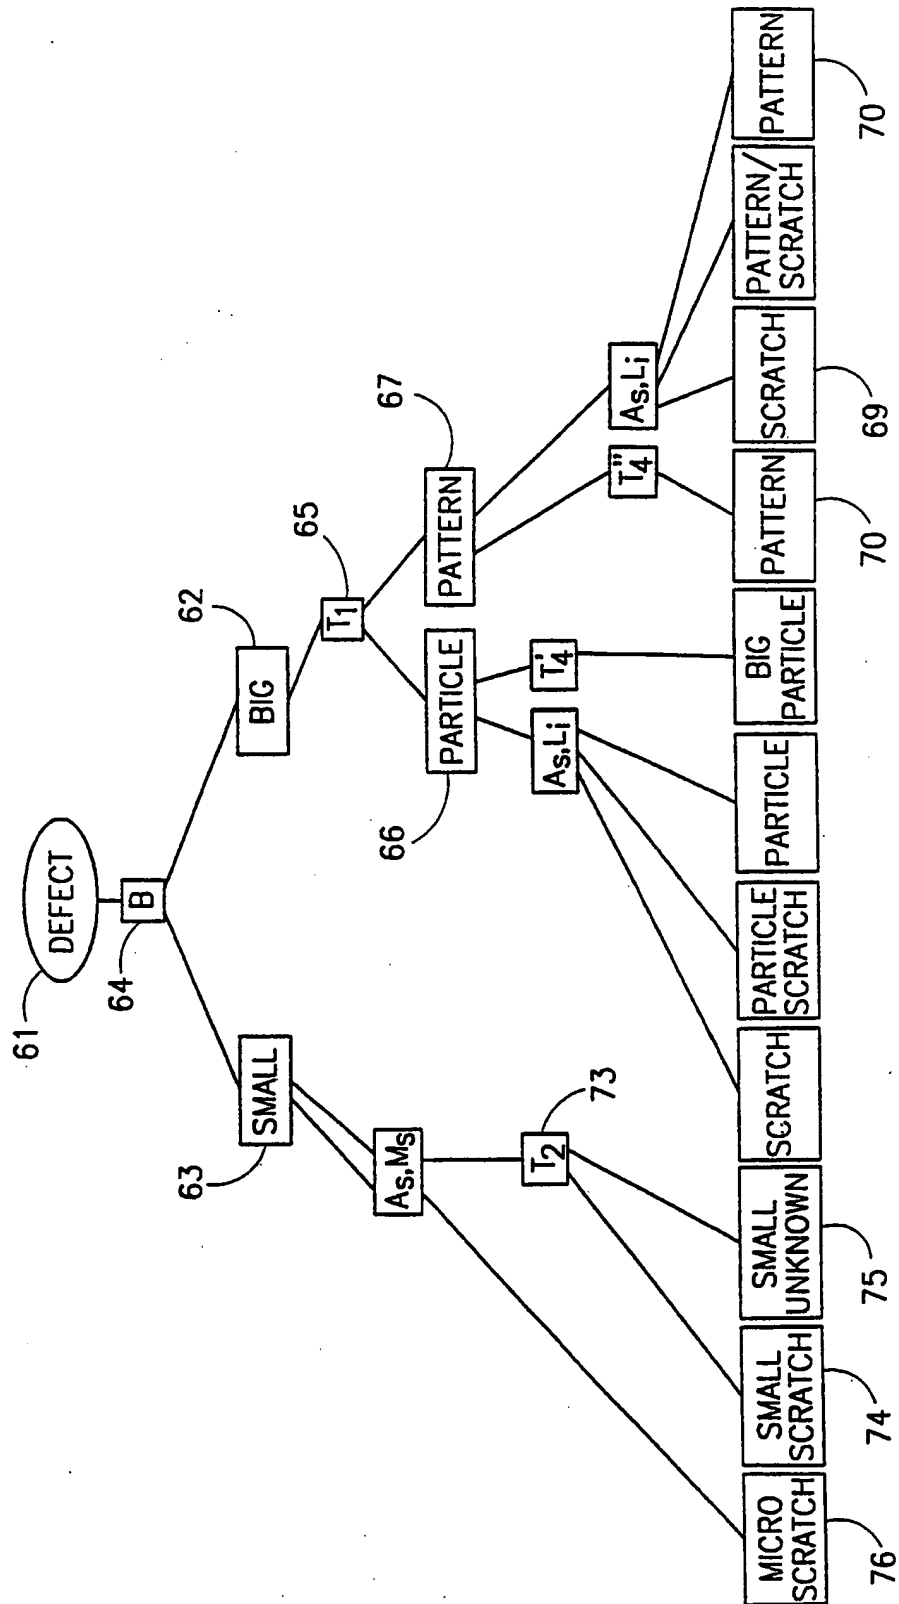 61
DEFECT
64
B
62
BIG
63
SMALL
65
T1
As,Ms
66
PARTICLE
67
PATTERN
73
T2
As,Li
T'4
T"4
As,Li
MICRO
SCRATCH
SMALL
SCRATCH
SMALL
UNKNOWN
SCRATCH
PARTICLE
SCRATCH
PARTICLE
BIG
PARTICLE
PATTERN
SCRATCH
PATTERN/
SCRATCH
PATTERN
76
74
75
70
69
70